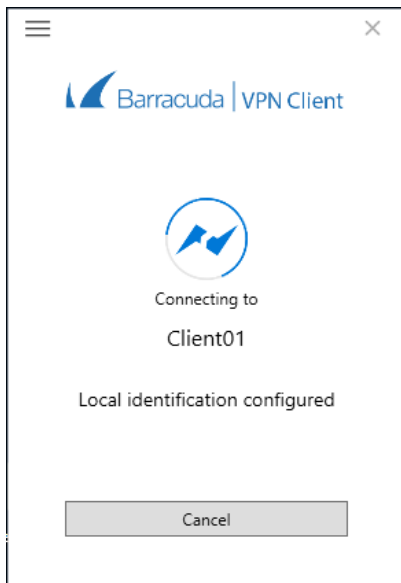 Barracuda | VPN Client
Connecting to
Client01
Local identification configured
Cancel